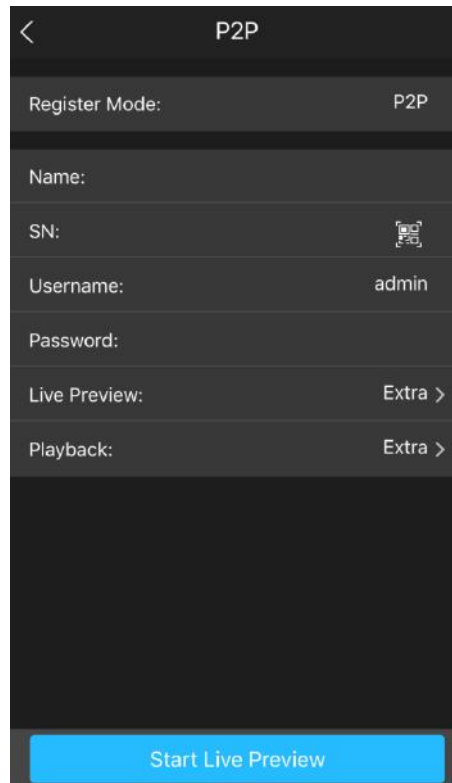 P2P
Register Mode: P2P
Name:
SN:
Username: admin
Password:
Live Preview: Extra >
Playback: Extra >
Start Live Preview